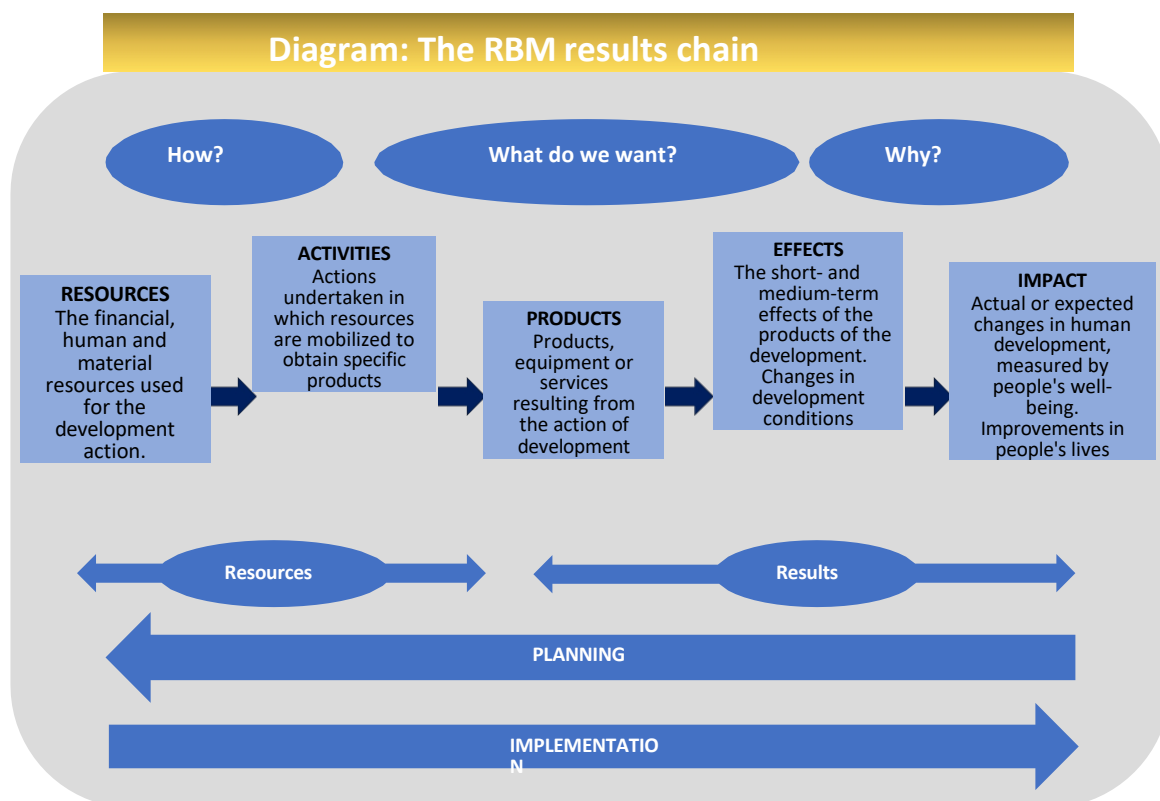 Diagram: The RBM results chain
How?
What do we want?
Why?
RESOURCES
The financial,
human and
material
resources used
for the
development
action.
ACTIVITIES
Actions
undertaken in
which resources
are mobilized to
obtain specific
products
PRODUCTS
Products,
equipment or
services
resulting from
the action of
development
EFFECTS
The short- and
medium-term
effects of the
products of the
development.
Changes in
development
conditions
IMPACT
Actual or expected
changes in human
development,
measured by
people's well-
being.
Improvements in
people's lives
Resources
Results
PLANNING
IMPLEMENTATIO
N